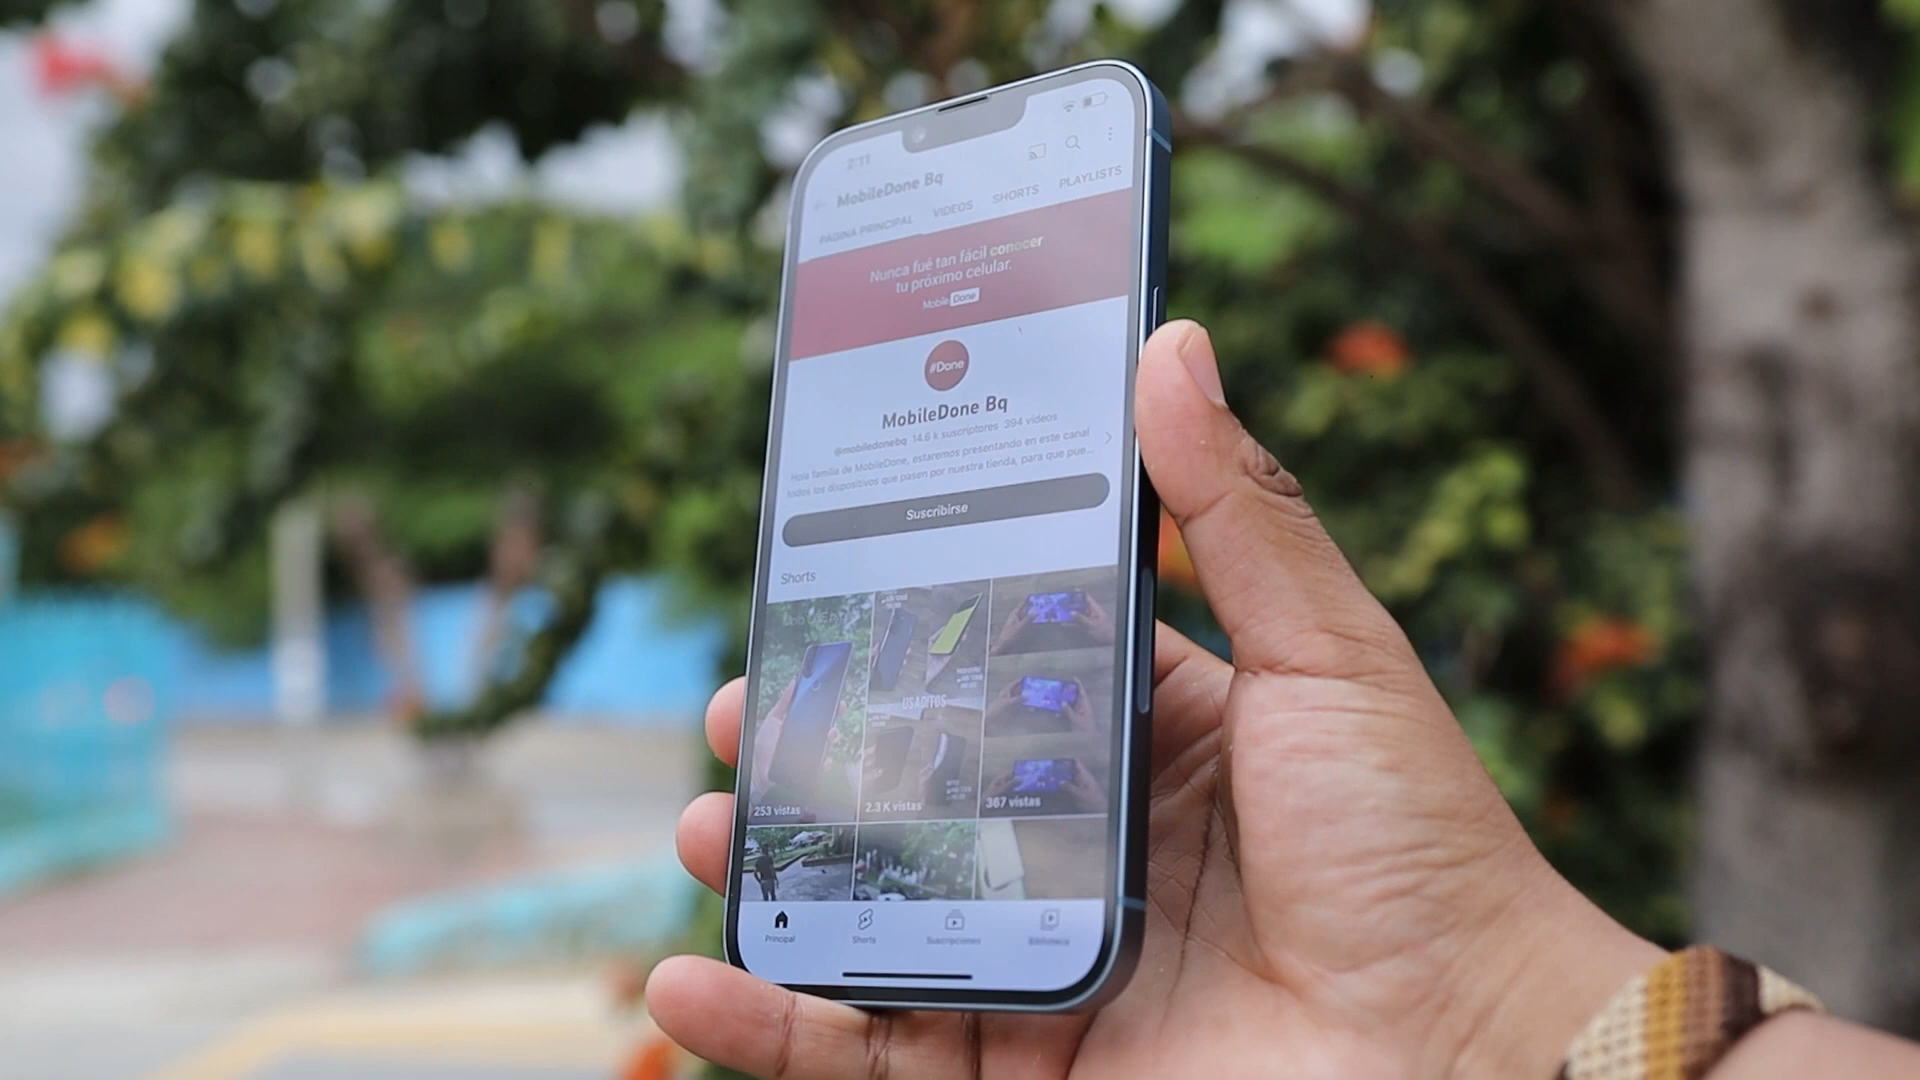 2:11
MobileDone Bq
PÁGINA PRINCIPAL VIDEOS SHORTS PLAYLISTS
Nunca fué tan fácil conocer
tu próximo celular.
Mobile Done
#Done
MobileDone Bq
@mobiledonebq 14.6 k suscriptores 394 videos
Hola familia de MobileDone, estaremos presentando en este canal
todos los dispositivos que pasen por nuestra tienda, para que pue...
Suscribirse
Shorts
USADITOS
253 vistas
2.3 K vistas
367 vistas
Principal
Shorts
Suscripciones
Biblioteca